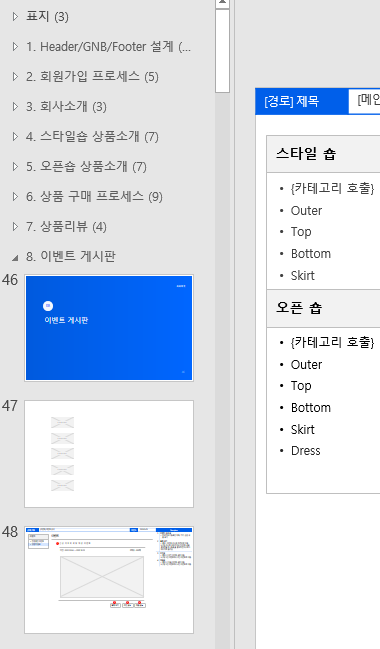 표지 (3)
1. Header/GNB/Footer 설계 (...
2. 회원가입 프로세스 (5)
3. 회사소개 (3)
4. 스타일숍 상품소개 (7)
5. 오픈숍 상품소개 (7)
6. 상품 구매 프로세스 (9)
7. 상품리뷰 (4)
8. 이벤트 게시판
46
이벤트 게시판
47
48
[경로] 제목
[메인
스타일 숍
• {카테고리 호출}
• Outer
• Top
• Bottom
• Skirt
오픈 숍
• {카테고리 호출}
• Outer
• Top
• Bottom
• Skirt
• Dress